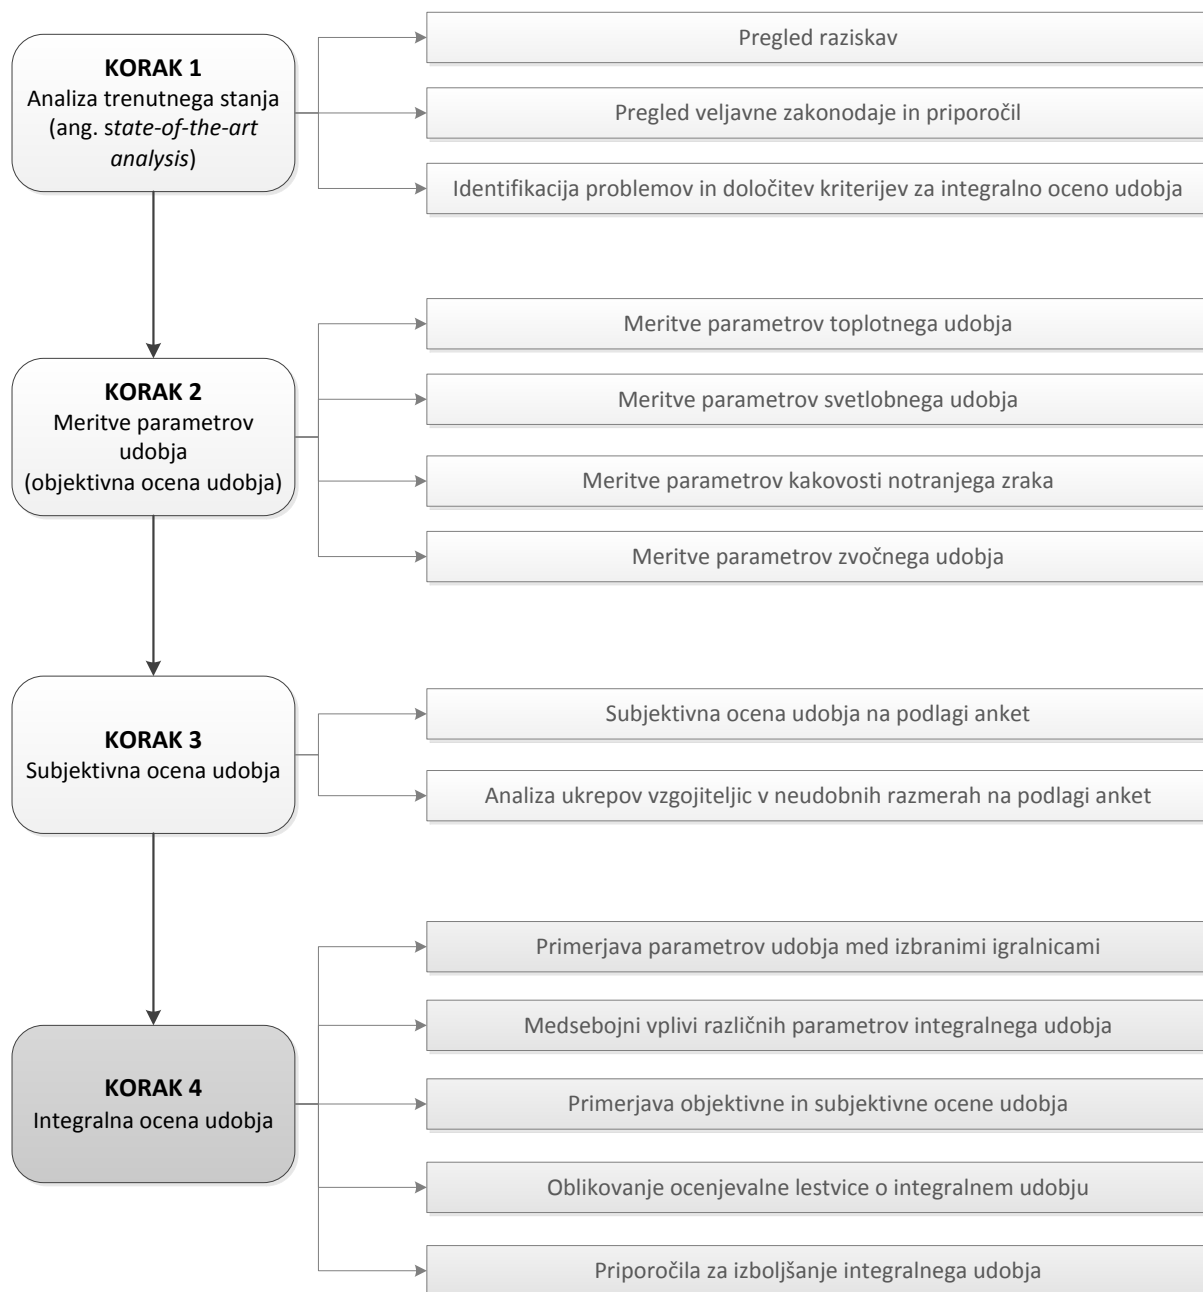 KORAK 1
Analiza trenutnega stanja
(ang. state-of-the-art
analysis)
Pregled raziskav
Pregled veljavne zakonodaje in priporočil
Identifikacija problemov in določitev kriterijev za integralno oceno udobja
KORAK 2
Meritve parametrov
udobja
(objektivna ocena udobja)
Meritve parametrov toplotnega udobja
Meritve parametrov svetlobnega udobja
Meritve parametrov kakovosti notranjega zraka
Meritve parametrov zvočnega udobja
KORAK 3
Subjektivna ocena udobja
Subjektivna ocena udobja na podlagi anket
Analiza ukrepov vzgojiteljic v neudobnih razmerah na podlagi anket
KORAK 4
Integralna ocena udobja
Primerjava parametrov udobja med izbranimi igralnicami
Medsebojni vplivi različnih parametrov integralnega udobja
Primerjava objektivne in subjektivne ocene udobja
Oblikovanje ocenjevalne lestvice o integralnem udobju
Priporočila za izboljšanje integralnega udobja